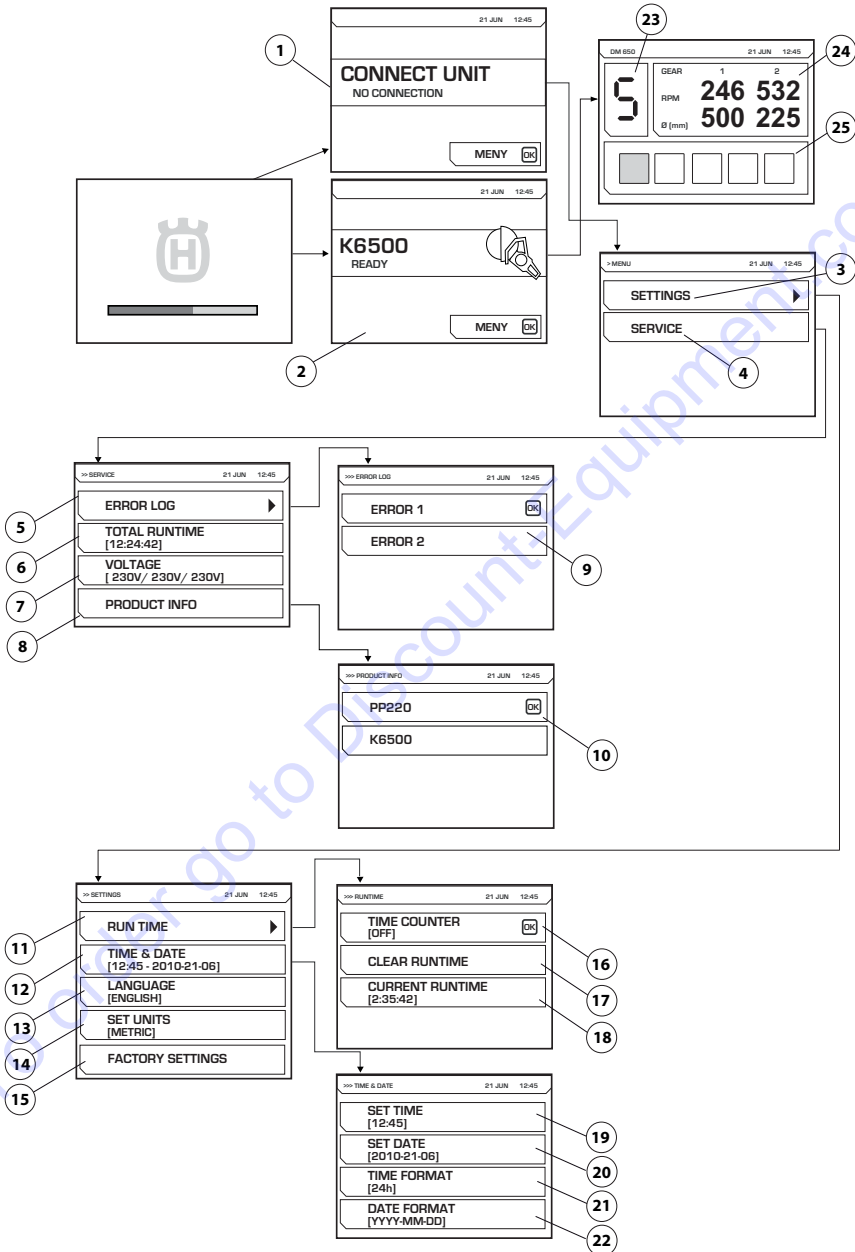 21 JUN 12:45
CONNECT UNIT
NO CONNECTION
MENY OK
1
H
21 JUN 12:45
K6500
READY
MENY OK
2
23
DM 650 21 JUN 12:45
5
GEAR 1 2
RPM 246 532
Ø (mm) 500 225
24
25
> MENU 21 JUN 12:45
SETTINGS
SERVICE
3
4
>> SERVICE 21 JUN 12:45
ERROR LOG
TOTAL RUNTIME
[12:24:42]
VOLTAGE
[ 230V/ 230V/ 230V]
PRODUCT INFO
5
6
7
8
>>> ERROR LOG 21 JUN 12:45
ERROR 1 OK
ERROR 2
9
>>> PRODUCT INFO 21 JUN 12:45
PP220 OK
K6500
10
>> SETTINGS 21 JUN 12:45
RUN TIME
TIME & DATE
[12:45 - 2010-21-06]
LANGUAGE
[ENGLISH]
SET UNITS
[METRIC]
FACTORY SETTINGS
11
12
13
14
15
>>> RUNTIME 21 JUN 12:45
TIME COUNTER
[OFF] OK
CLEAR RUNTIME
CURRENT RUNTIME
[2:35:42]
16
17
18
>>> TIME & DATE 21 JUN 12:45
SET TIME
[12:45]
SET DATE
[2010-21-06]
TIME FORMAT
[24h]
DATE FORMAT
[YYYY-MM-DD]
19
20
21
22
to order go to Discount-Equipment.co